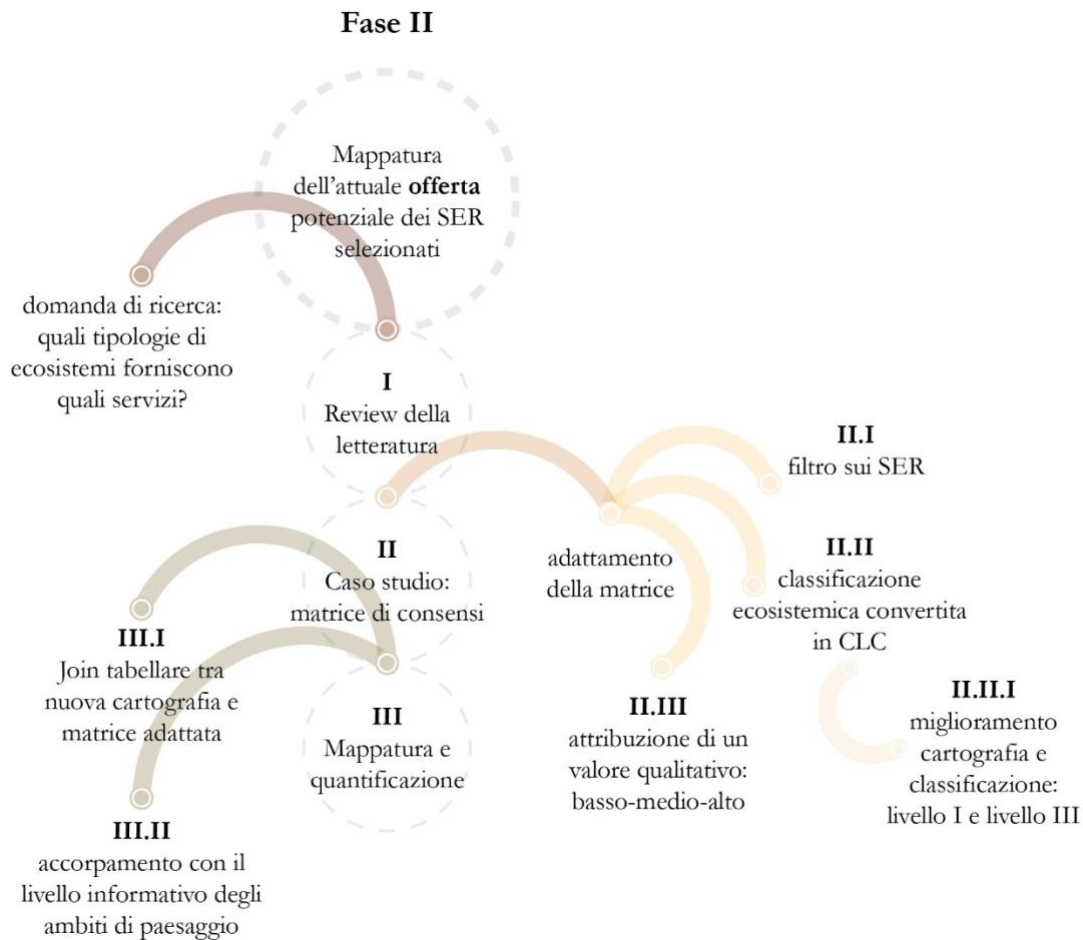 Fase II
Mappatura
dell'attuale offerta
potenziale dei SER
selezionati
domanda di ricerca:
quali tipologie di
ecosistemi forniscono
quali servizi?
I
Review della
letteratura
II
Caso studio:
matrice di consensi
III
Mappatura e
quantificazione
III.I
Join tabellare tra
nuova cartografia e
matrice adattata
III.II
accorpamento con il
livello informativo degli
ambiti di paesaggio
adattamento
della matrice
II.I
filtro sui SER
II.II
classificazione
ecosistemica convertita
in CLC
II.III
attribuzione di un
valore qualitativo:
basso-medio-alto
II.II.I
miglioramento
cartografia e
classificazione:
livello I e livello III